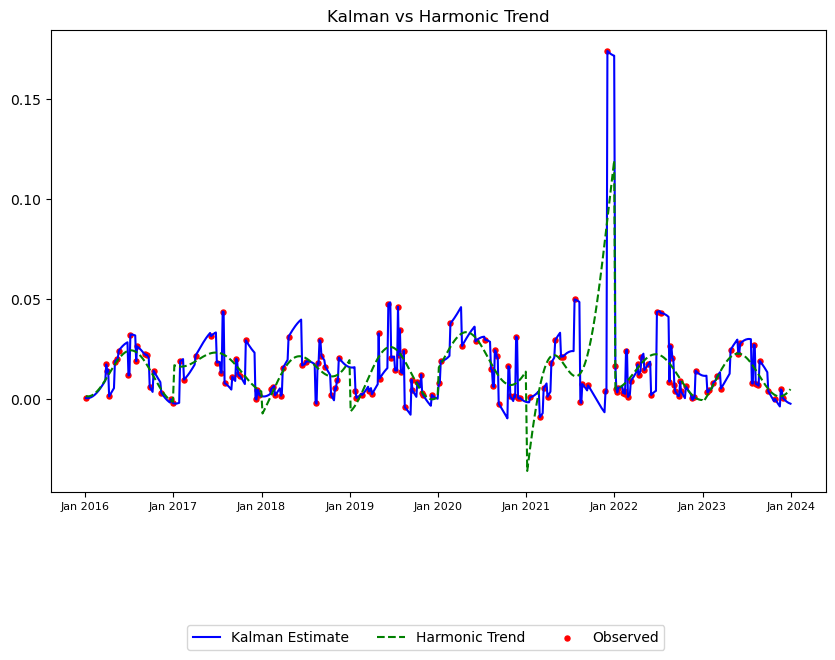 Kalman vs Harmonic Trend
0.15
0.10
0.05
0.00
Jan 2016 Jan 2017 Jan 2018 Jan 2019 Jan 2020 Jan 2021 Jan 2022 Jan 2023 Jan 2024
Kalman Estimate Harmonic Trend Observed